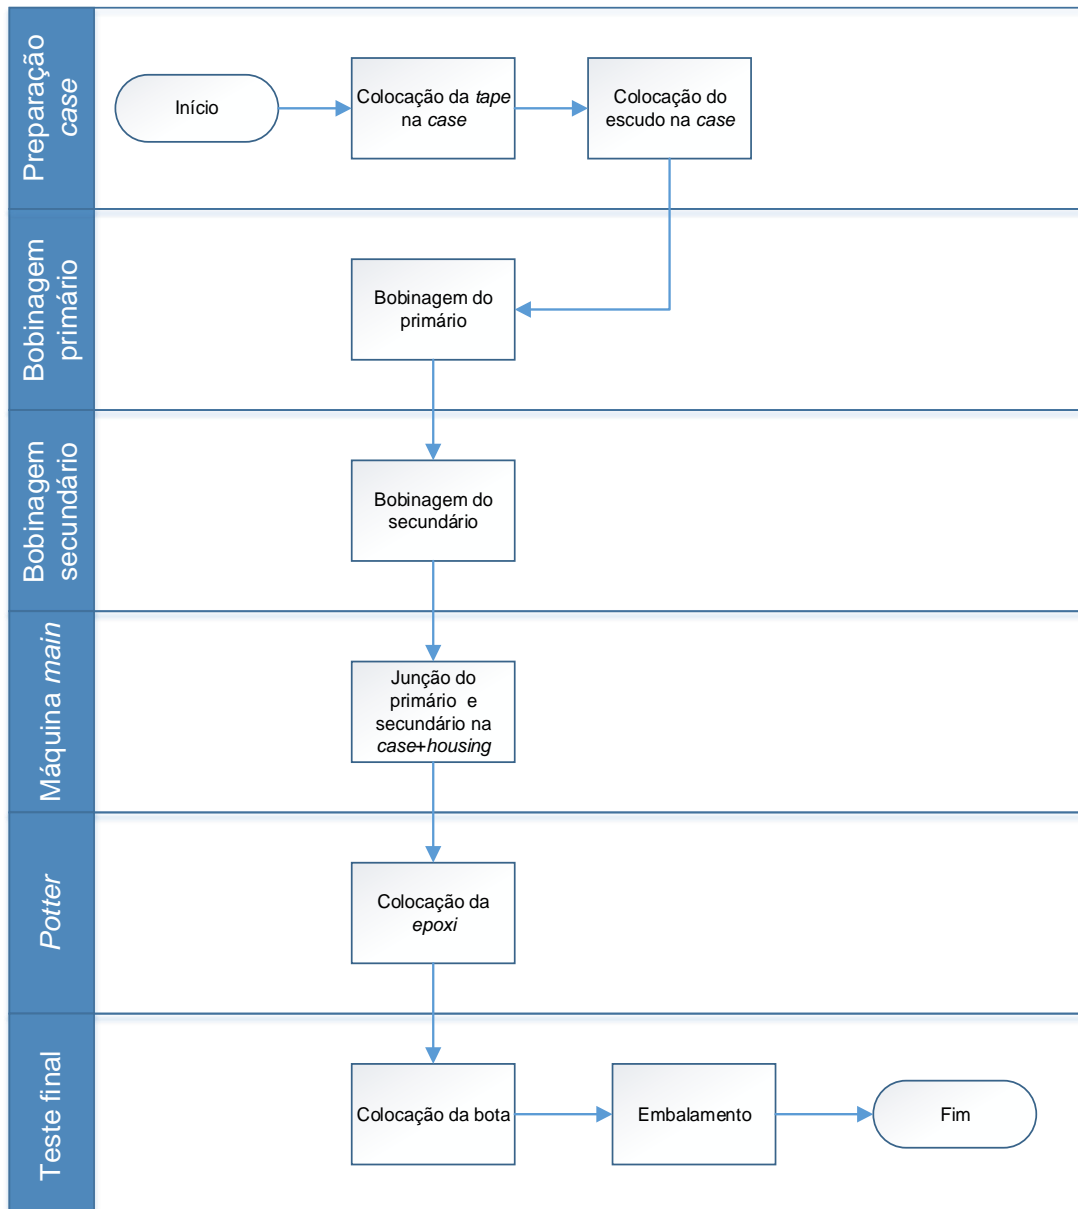 Preparação
case
Início
Colocação da tape
na case
Colocação do
escudo na case
Bobinagem
primário
Bobinagem do
primário
Bobinagem
secundário
Bobinagem do
secundário
Máquina main
Junção do
primário e
secundário na
case+housing
Potter
Colocação da
epoxi
Teste final
Colocação da bota
Embalamento
Fim